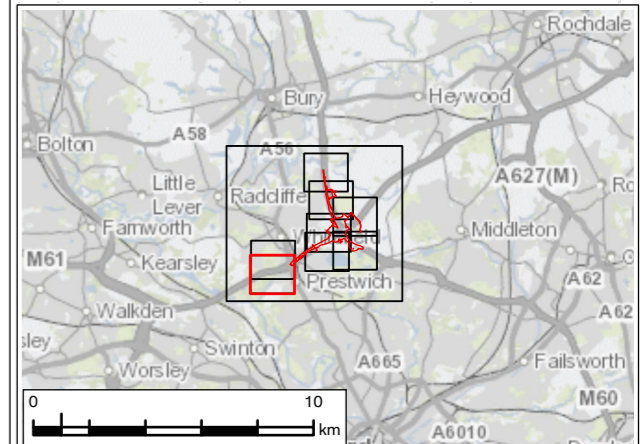 Rochdale
Bury
Heywood
Bolton
A58
A56
A627(M)
Little
Lever
Radcliffe
Farnworth
Middleton
M61
Kearsley
A62
Prestwich
Walkden
A62
Swinton
A665
Failsworth
Worsley
M60
0
10
km
A6010